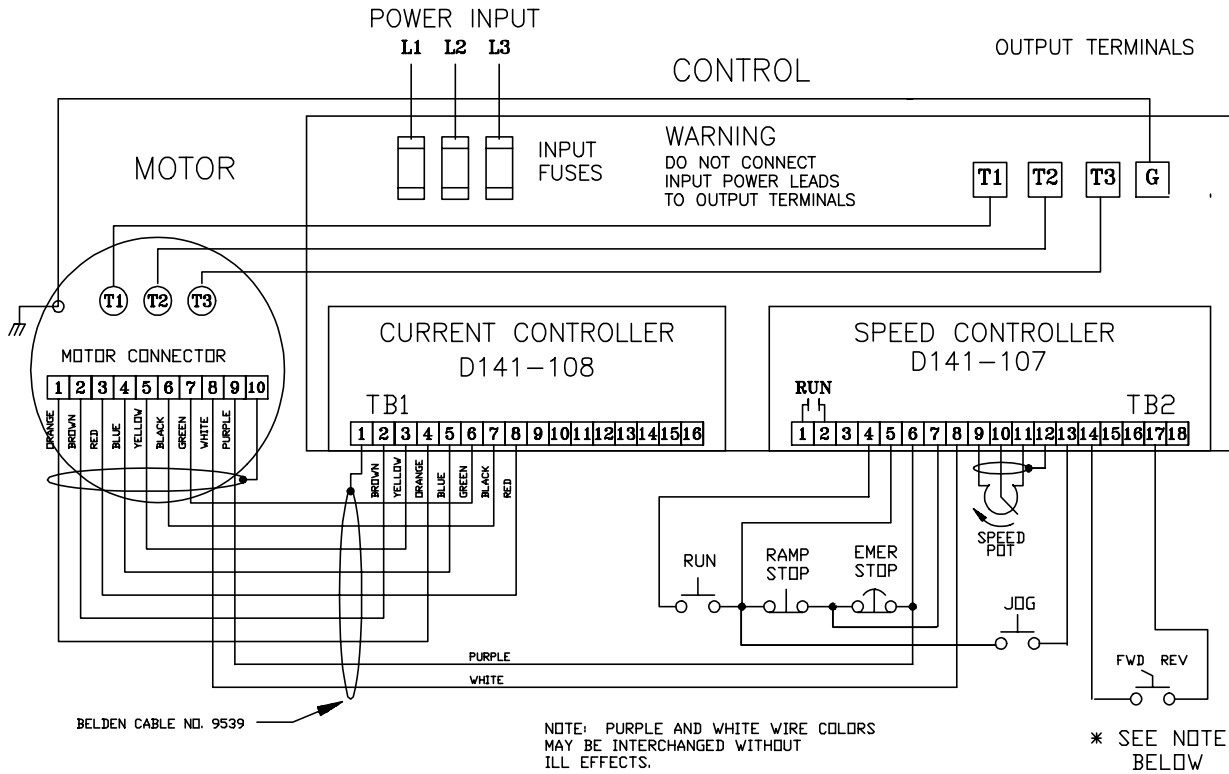 POWER INPUT
L1 L2 L3
OUTPUT TERMINALS
CONTROL
MOTOR
INPUT
FUSES
WARNING
DO NOT CONNECT
INPUT POWER LEADS
TO OUTPUT TERMINALS
T1 T2 T3 G
T1 T2 T3
MOTOR CONNECTOR
1 2 3 4 5 6 7 8 9 10
ORANGE
BROWN
RED
BLUE
YELLOW
BLACK
GREEN
WHITE
PURPLE
CURRENT CONTROLLER
D141-108
TB1
1 2 3 4 5 6 7 8 9 10 11 12 13 14 15 16
BROWN
YELLOW
ORANGE
BLUE
GREEN
BLACK
RED
SPEED CONTROLLER
D141-107
RUN
TB2
1 2 3 4 5 6 7 8 9 10 11 12 13 14 15 16 17 18
SPEED
POT
RUN
RAMP
STOP
EMER
STOP
JOG
FWD REV
PURPLE
WHITE
BELDEN CABLE NO. 9539
NOTE: PURPLE AND WHITE WIRE COLORS
MAY BE INTERCHANGED WITHOUT
ILL EFFECTS.
* SEE NOTE
BELOW